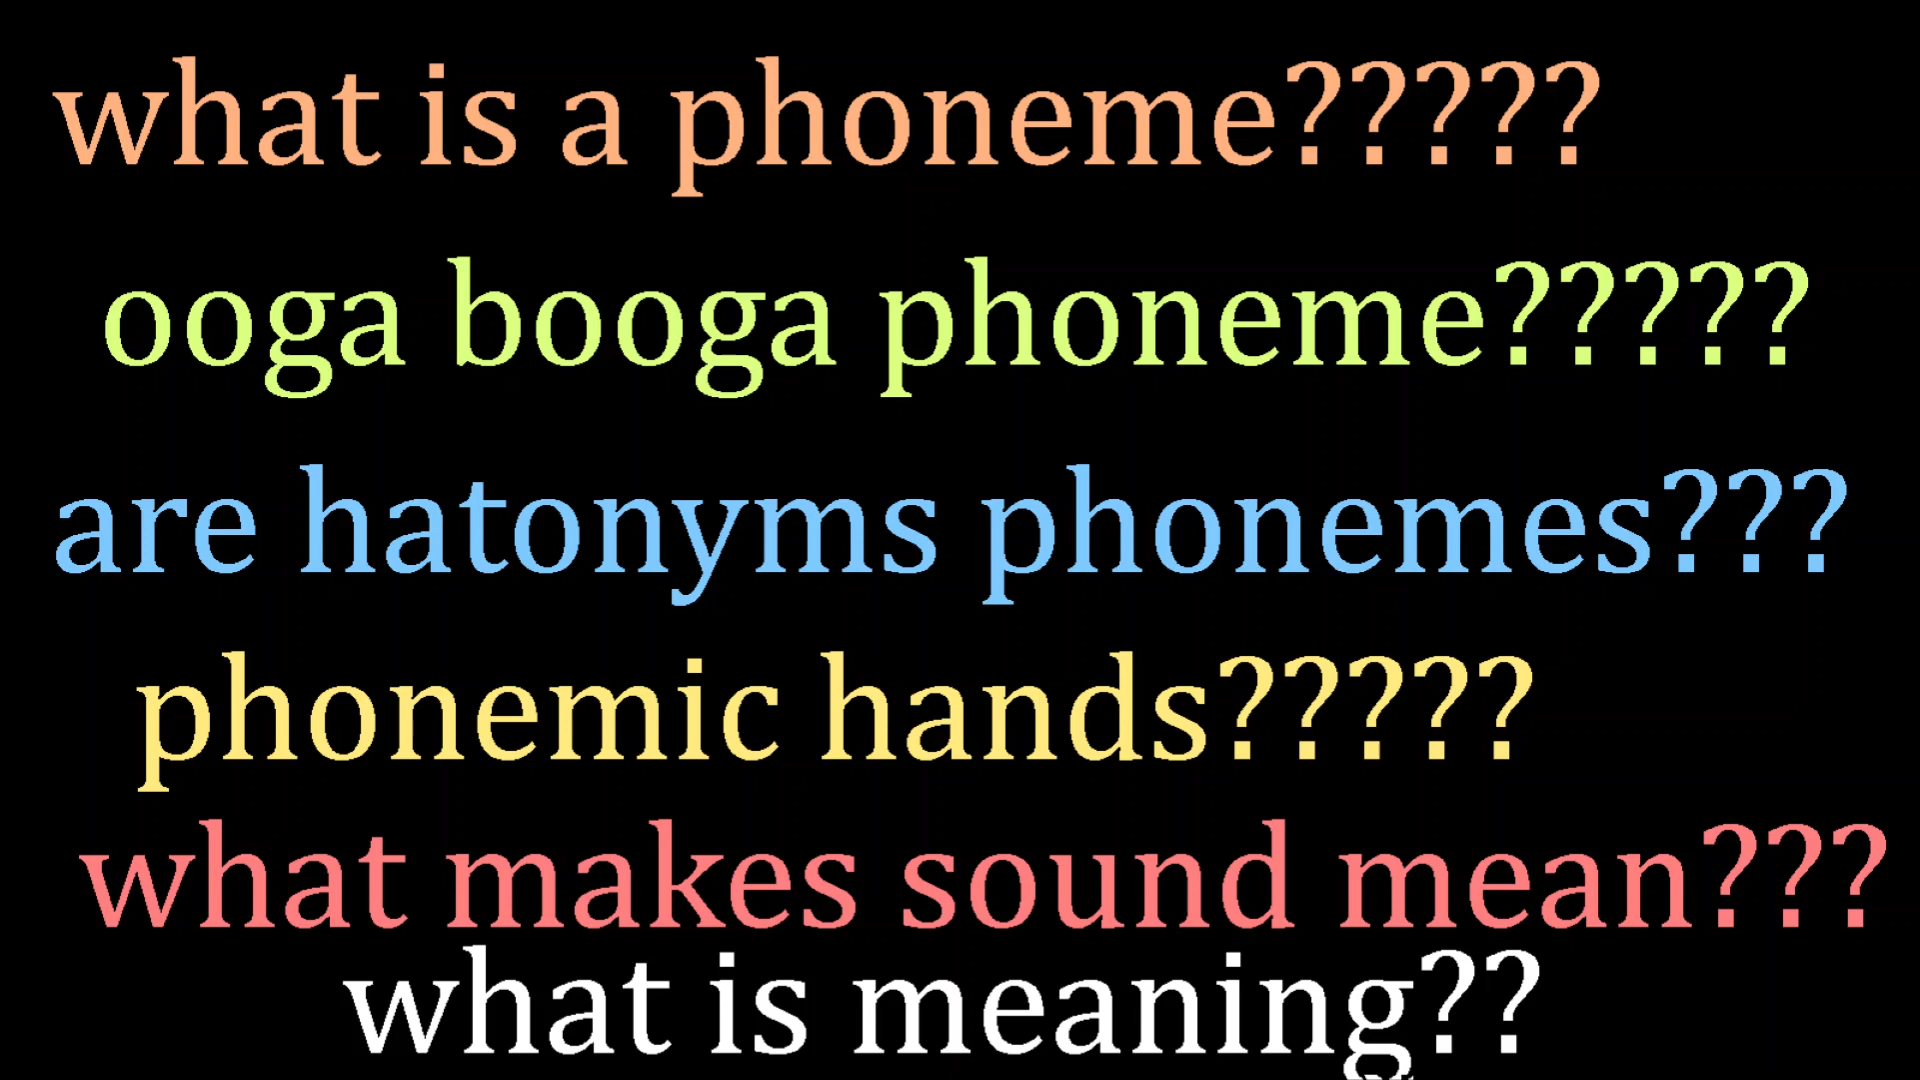 what is a phoneme?????
ooga booga phoneme?????
are hatonyms phonemes???
phonemic hands?????
what makes sound mean???
what is meaning??